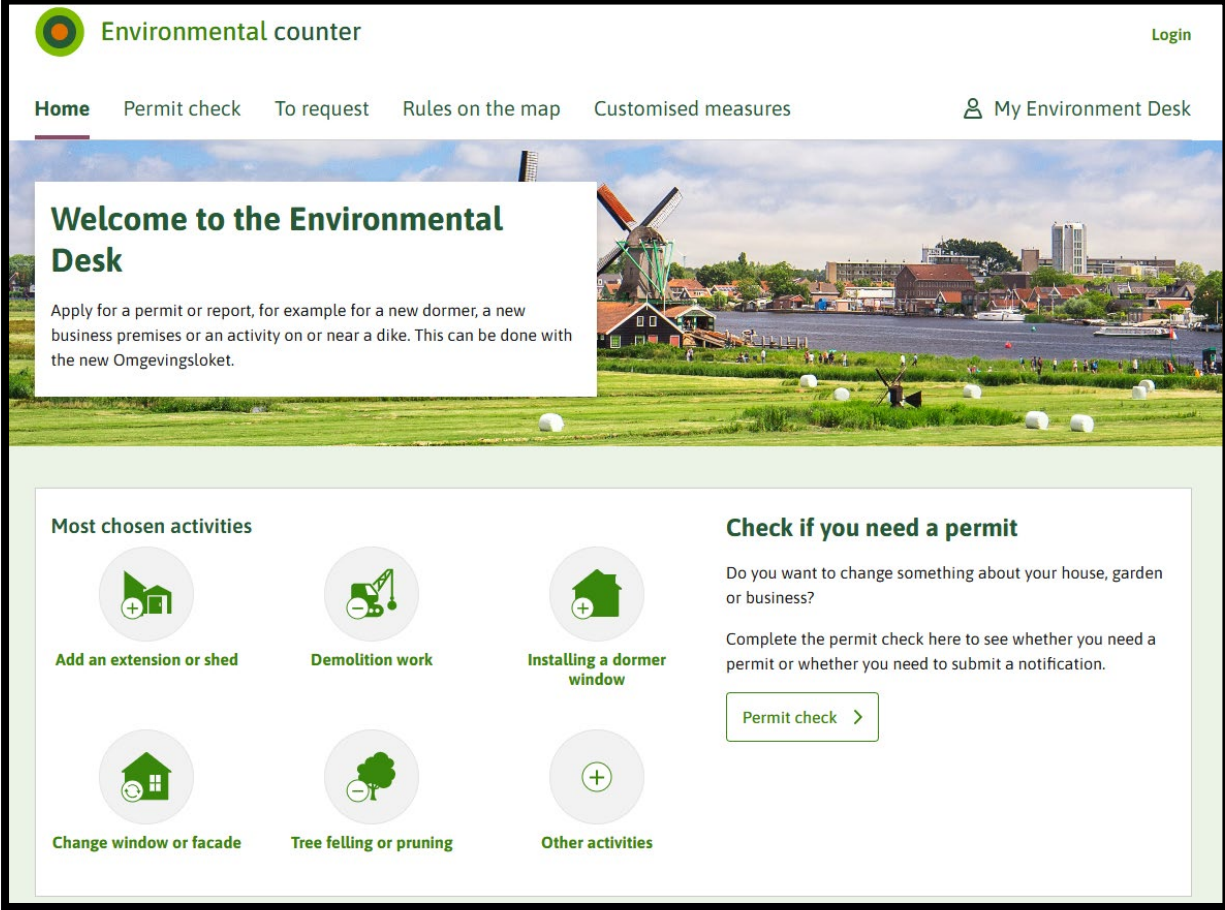 Environmental counter
Login
Home
Permit check
To request
Rules on the map
Customised measures
My Environment Desk
Welcome to the Environmental
Desk
Apply for a permit or report, for example for a new dormer, a new
business premises or an activity on or near a dike. This can be done with
the new Omgevingsloket.
Most chosen activities
Add an extension or shed
Demolition work
Installing a dormer
window
Change window or facade
Tree felling or pruning
Other activities
Check if you need a permit
Do you want to change something about your house, garden
or business?
Complete the permit check here to see whether you need a
permit or whether you need to submit a notification.
Permit check